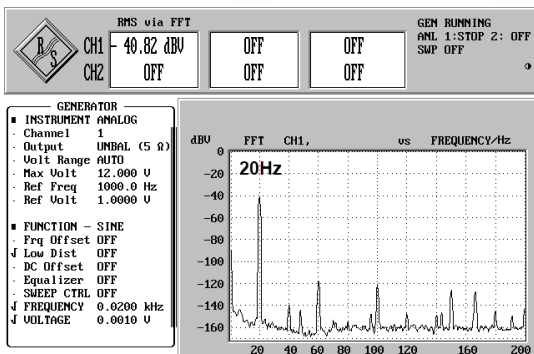 RMS via FFT
GEN RUNNING
ANL 1:STOP 2: OFF
SWP OFF
R S
CH1 - 40.82 dBV OFF OFF
CH2 OFF OFF OFF
GENERATOR
INSTRUMENT ANALOG
Channel 1
Output UNBAL (5 Ω)
Volt Range AUTO
Max Volt 12.000 V
Ref Freq 1000.0 Hz
Ref Volt 1.0000 V
FUNCTION - SINE
Frq Offset OFF
Low Dist OFF
DC Offset OFF
Equalizer OFF
SWEEP CTRL OFF
FREQUENCY 0.0200 kHz
VOLTAGE 0.0010 V
dBV FFT CH1, vs FREQUENCY/Hz
0
-20
20Hz
-40
-60
-80
-100
-120
-140
-160
20 40 60 80 100 120 160 200